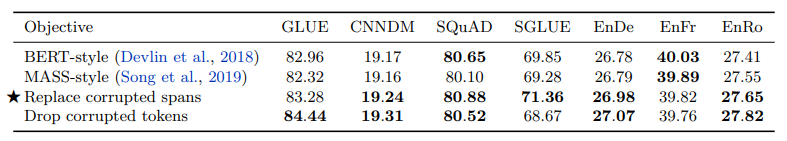 Objective GLUE CNNDM SQuAD SGLUE EnDe EnFr EnRo
BERT-style (Devlin et al., 2018) 82.96 19.17 80.65 69.85 26.78 40.03 27.41
MASS-style (Song et al., 2019) 82.32 19.16 80.10 69.28 26.79 39.89 27.55
★ Replace corrupted spans 83.28 19.24 80.88 71.36 26.98 39.82 27.65
Drop corrupted tokens 84.44 19.31 80.52 68.67 27.07 39.76 27.82